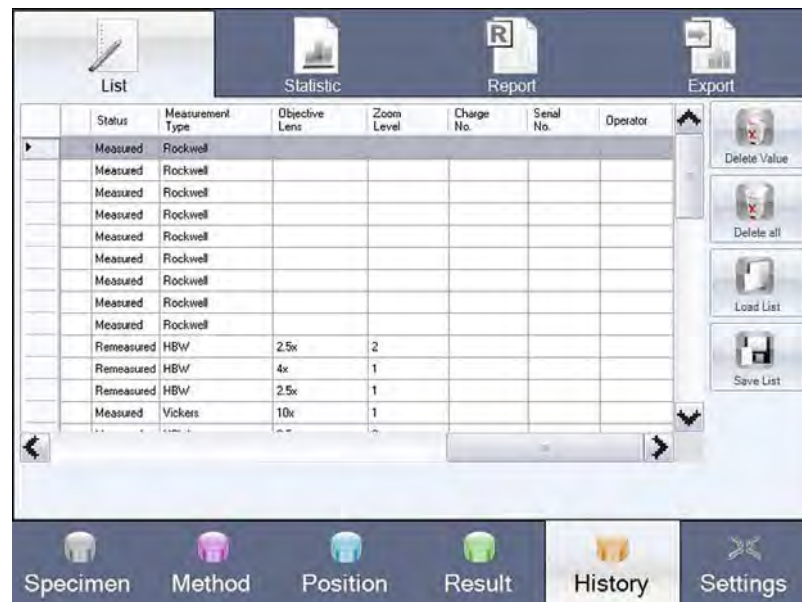 R
List Statistic Report Export
Status Measurement Type Objective Lens Zoom Level Charge No. Serial No. Operator
Measured Rockwell
Measured Rockwell
Measured Rockwell
Measured Rockwell
Measured Rockwell
Measured Rockwell
Measured Rockwell
Measured Rockwell
Measured Rockwell
Remeasured HBW 2.5x 2
Remeasured HBW 4x 1
Remeasured HBW 2.5x 1
Measured Vickers 10x 1
Delete Value
Delete all
Load List
Save List
Specimen Method Position Result History Settings